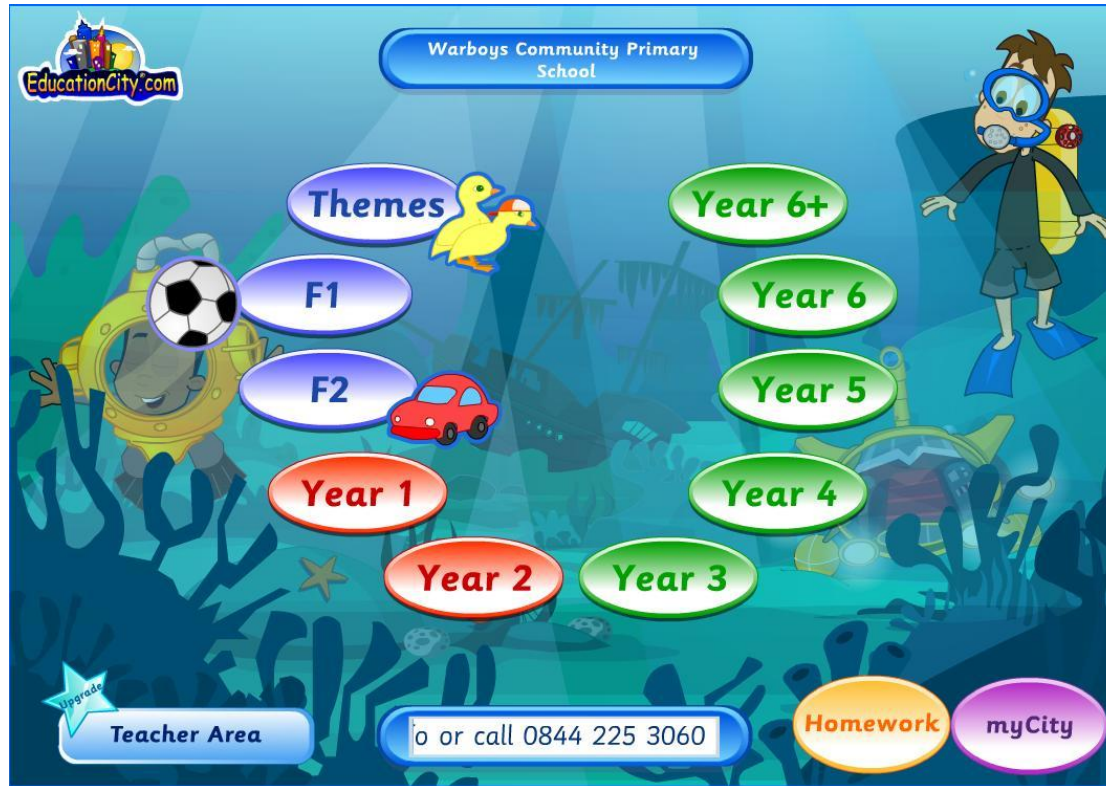 EducationCity.com
Warboys Community Primary
School
Themes
F1
F2
Year 1
Year 2
Year 3
Year 4
Year 5
Year 6
Year 6+
Upgrade
Teacher Area
o or call 0844 225 3060
Homework
myCity